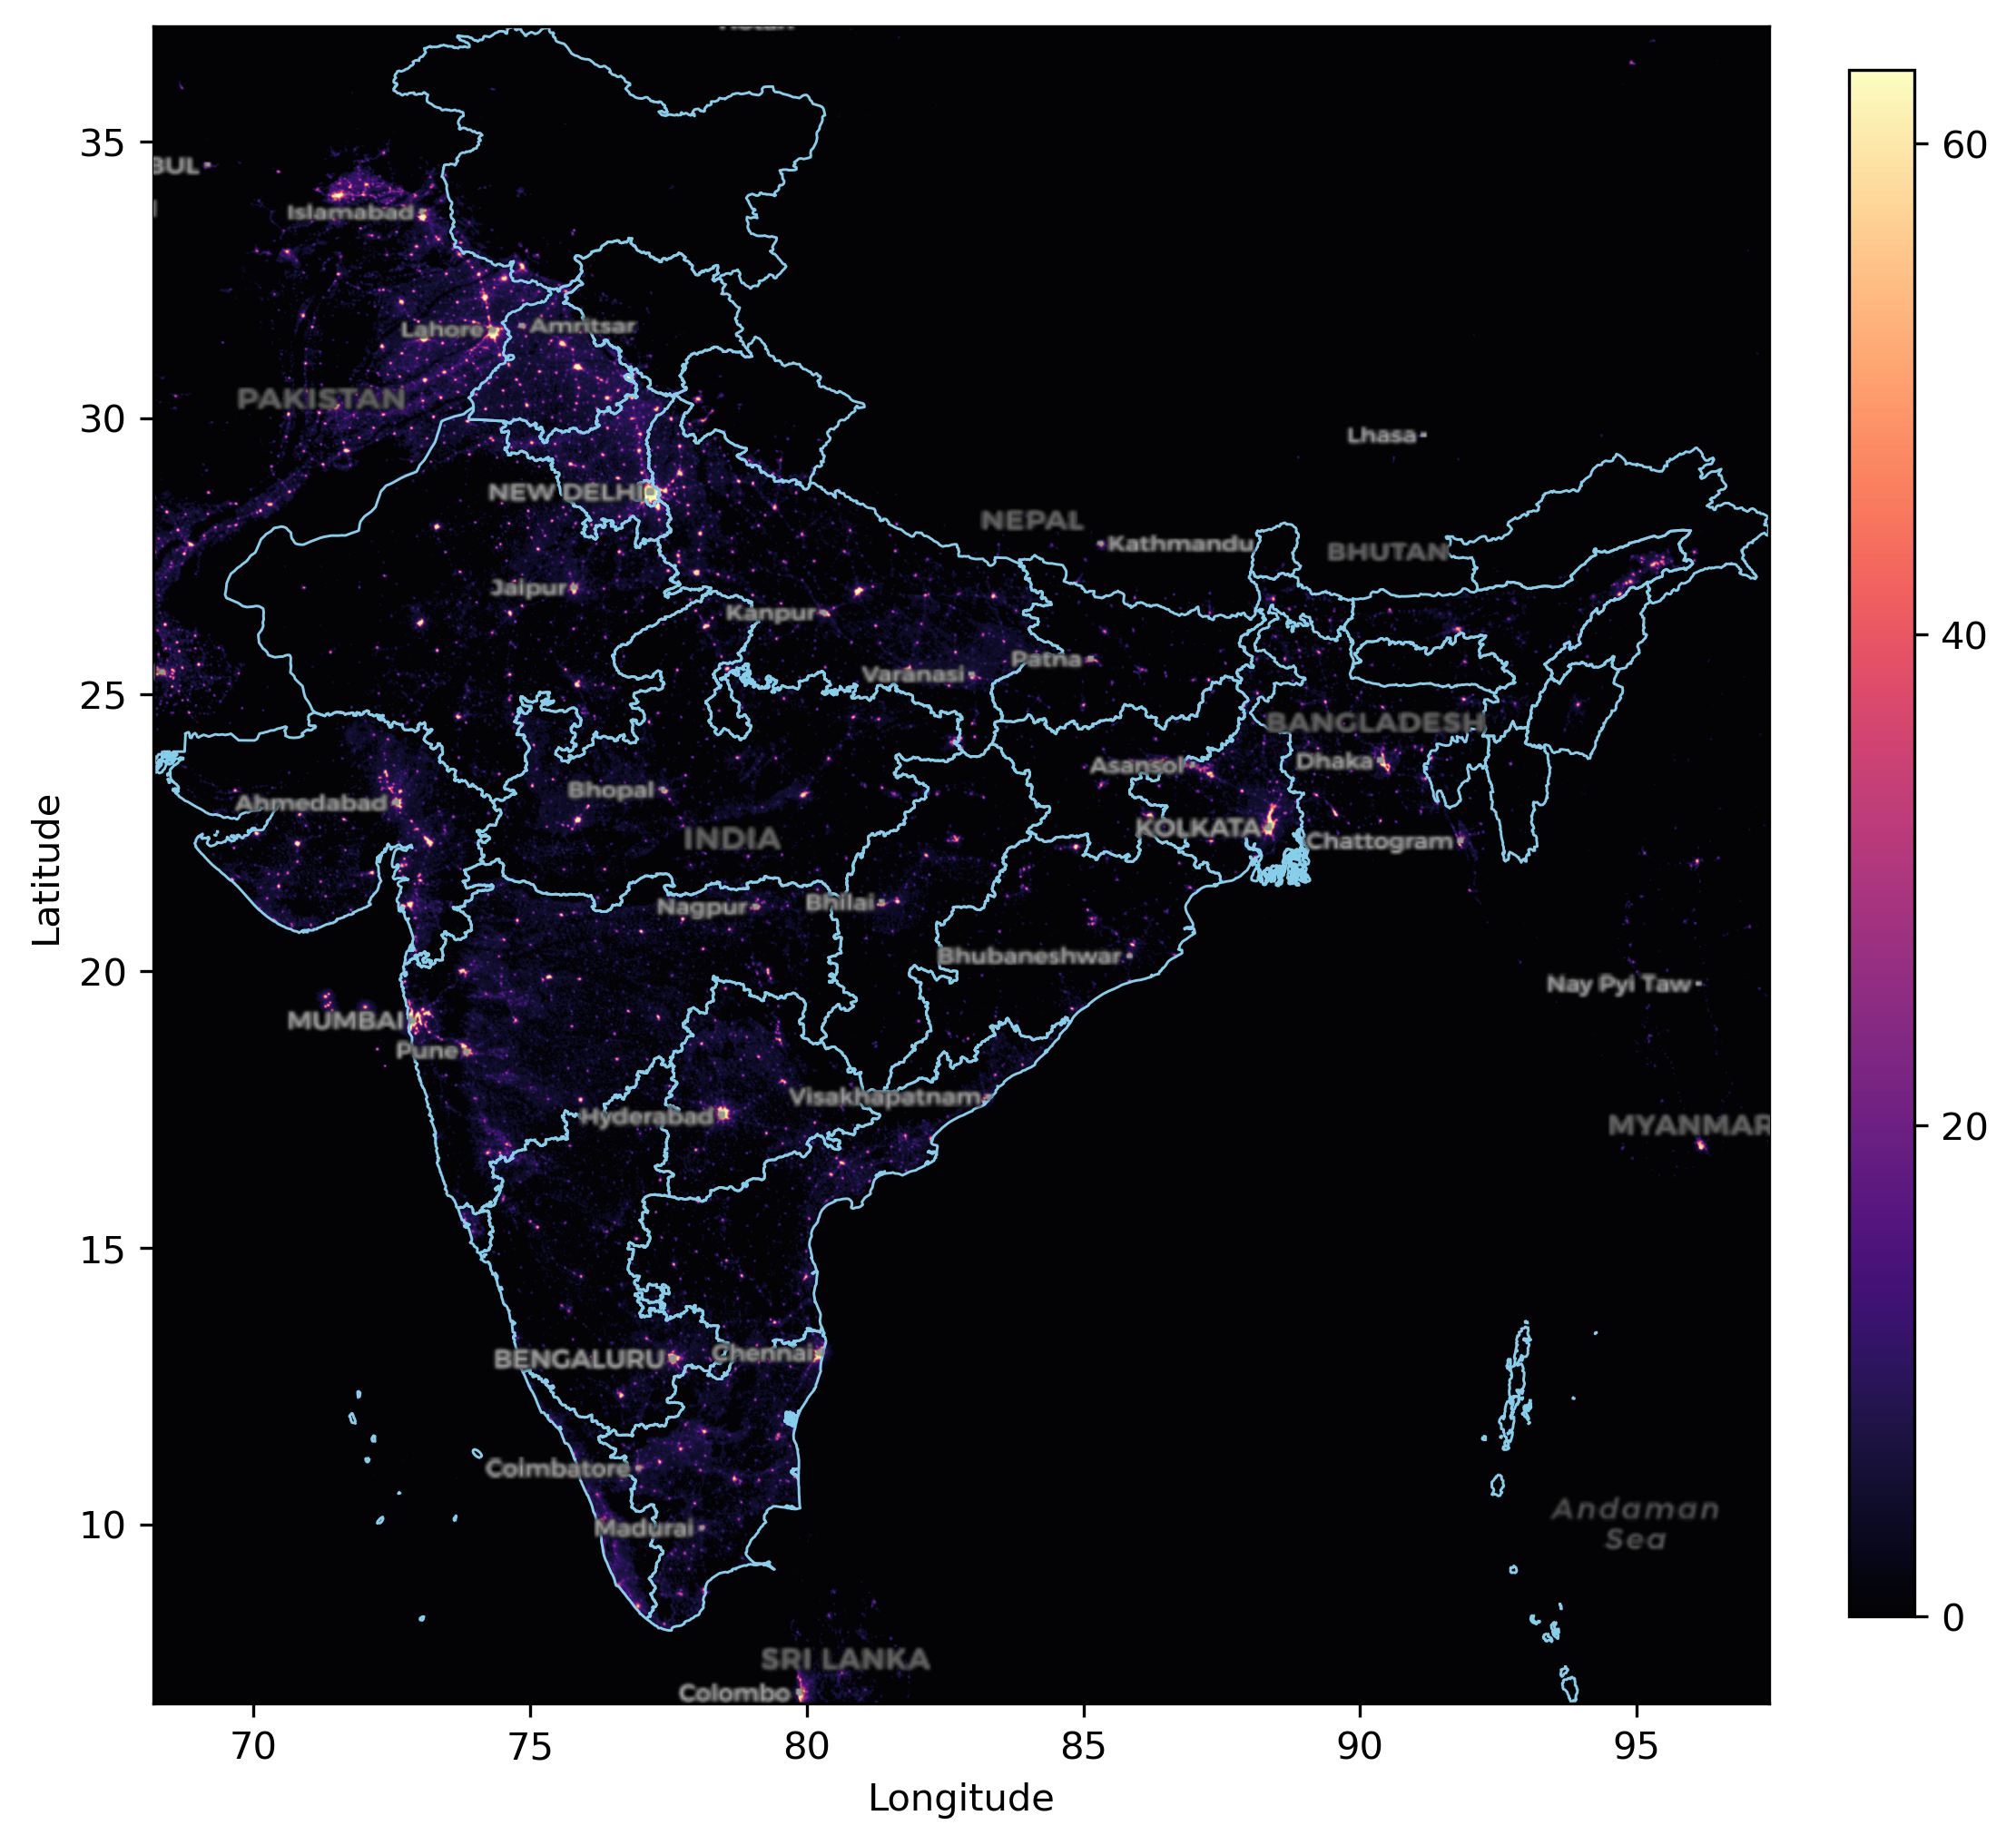 35
30
25
20
15
10
Latitude
70
75
80
85
90
95
Longitude
60
40
20
0
BUL
Islamabad
Lahore
Amritsar
PAKISTAN
Lhasa
NEW DELHI
NEPAL
Kathmandu
BHUTAN
Jaipur
Kanpur
Varanasi
Patna
BANGLADESH
Asansol
Dhaka
Bhopal
Ahmedabad
INDIA
KOLKATA
Chattogram
Nagpur
Bhilai
Bhubaneshwar
Nay Pyi Taw
MUMBAI
Pune
Visakhapatnam
Hyderabad
MYANMAR
BENGALURU
Chennai
Coimbatore
Madurai
Andaman
Sea
SRI LANKA
Colombo